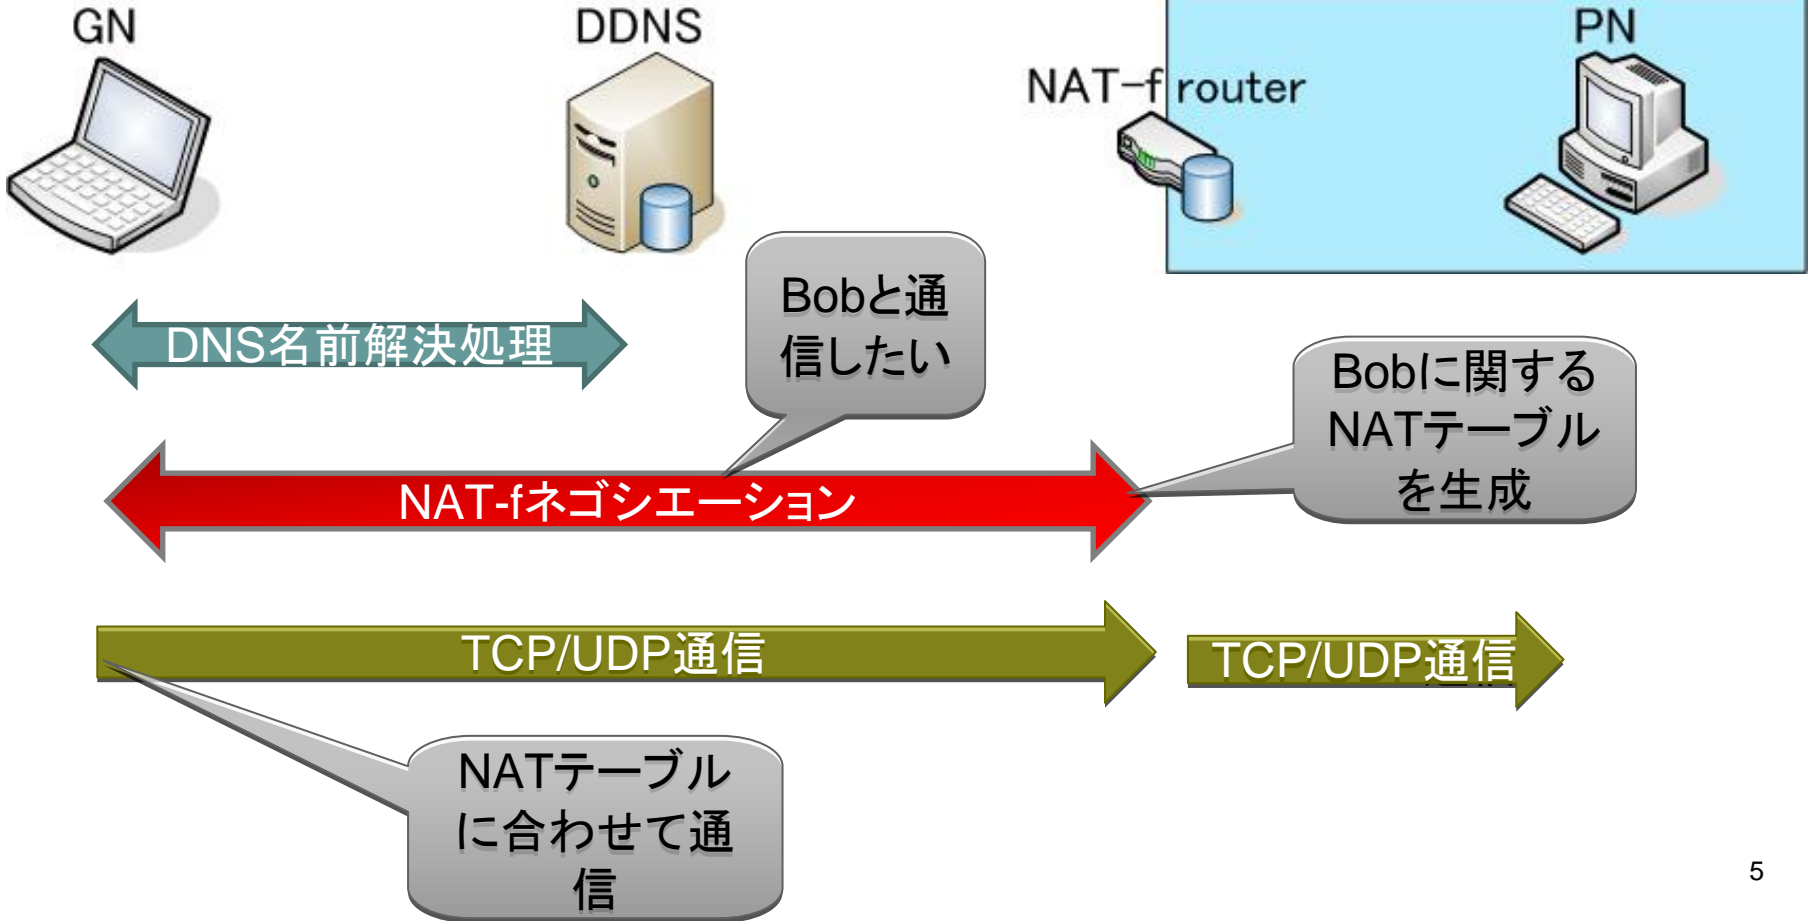 GN
DDNS
NAT-f router
PN
DNS名前解決処理
Bobと通
信したい
Bobに関する
NATテーブル
を生成
NAT-fネゴシエーション
TCP/UDP通信
TCP/UDP通信
NATテーブル
に合わせて通
信
5